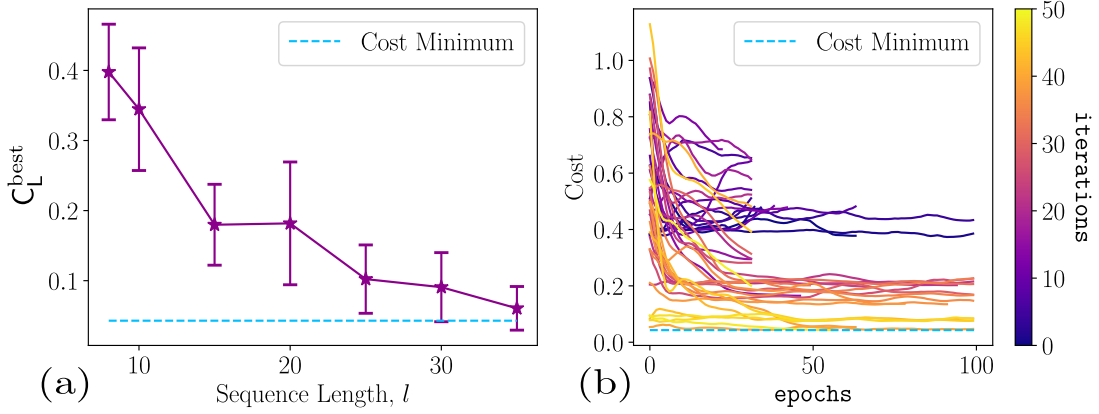 Cost Minimum
0.4
0.3
0.2
0.1
C_L^best
10
20
30
(a)
Sequence Length, l
Cost Minimum
1.0
0.8
0.6
0.4
0.2
0.0
Cost
0
50
100
(b)
epochs
50
40
30
20
10
0
iterations